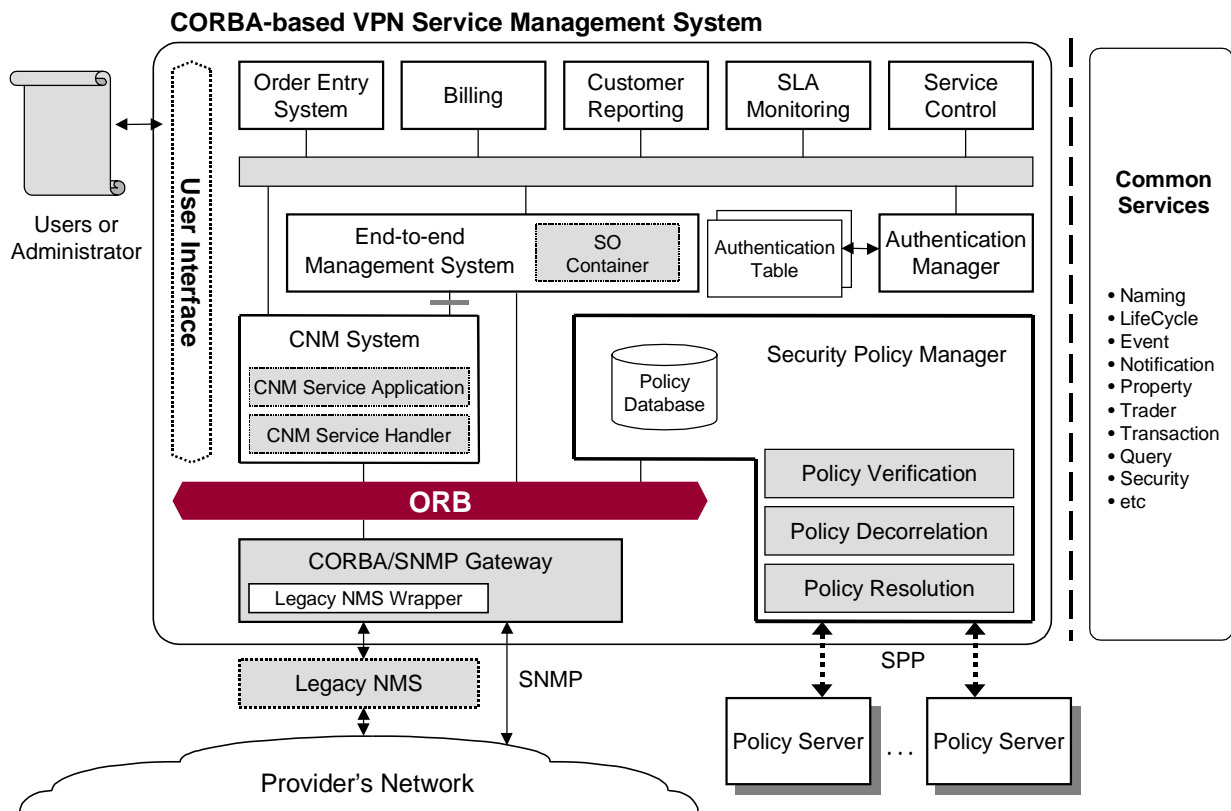 CORBA-based VPN Service Management System
Users or
Administrator
User Interface
Order Entry
System
Billing
Customer
Reporting
SLA
Monitoring
Service
Control
End-to-end
Management System
SO
Container
Authentication
Table
Authentication
Manager
CNM System
CNM Service Application
CNM Service Handler
Security Policy Manager
Policy
Database
Policy Verification
Policy Decorrelation
Policy Resolution
ORB
CORBA/SNMP Gateway
Legacy NMS Wrapper
Legacy NMS
SNMP
SPP
Policy Server
...
Policy Server
Provider's Network
Common
Services
• Naming
• LifeCycle
• Event
• Notification
• Property
• Trader
• Transaction
• Query
• Security
• etc